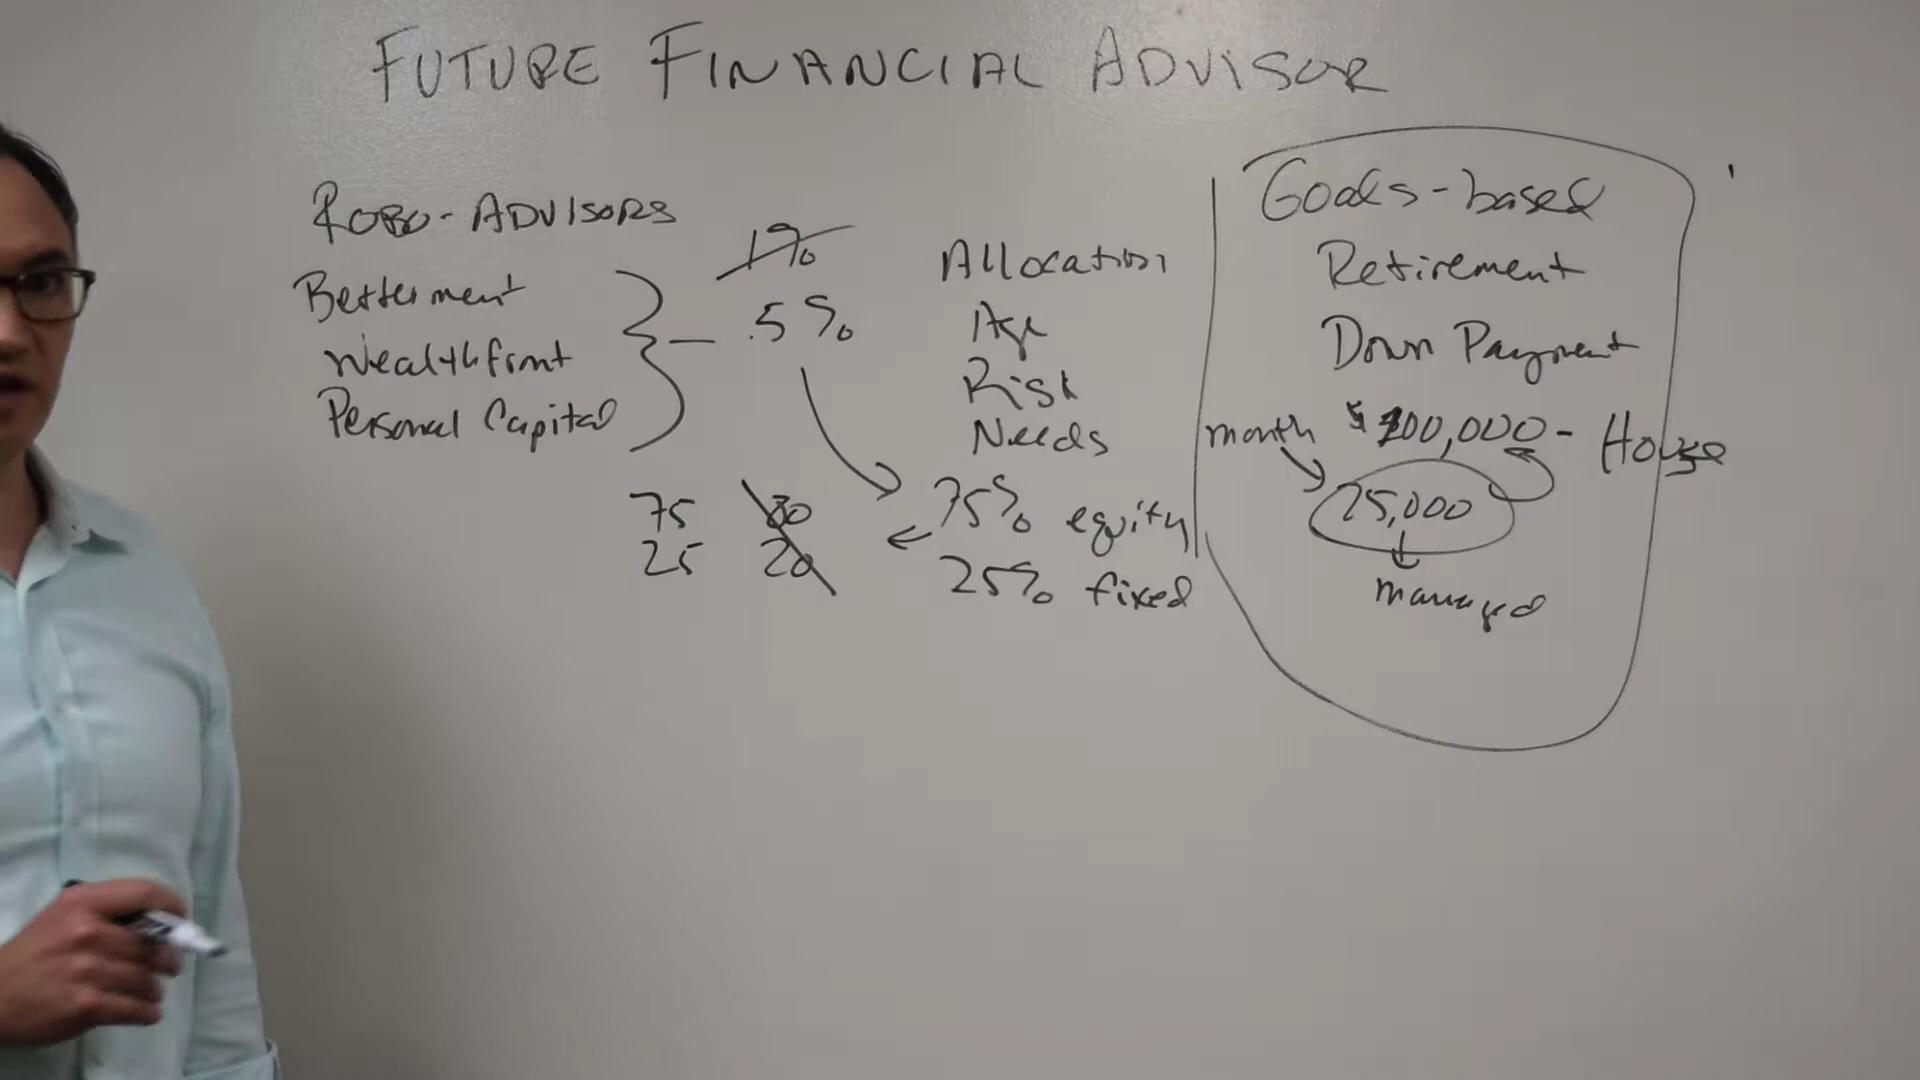 FUTURE FINANCIAL ADVISOR
ROBO-ADVISORS
Betterment
Wealthfront
Personal Capital
1%
.5%
Allocation
Age
Risk
Needs
75% equity
25% fixed
75 80
25 20
Goals-based
Retirement
Down Payment
month $200,000 - House
25,000
managed